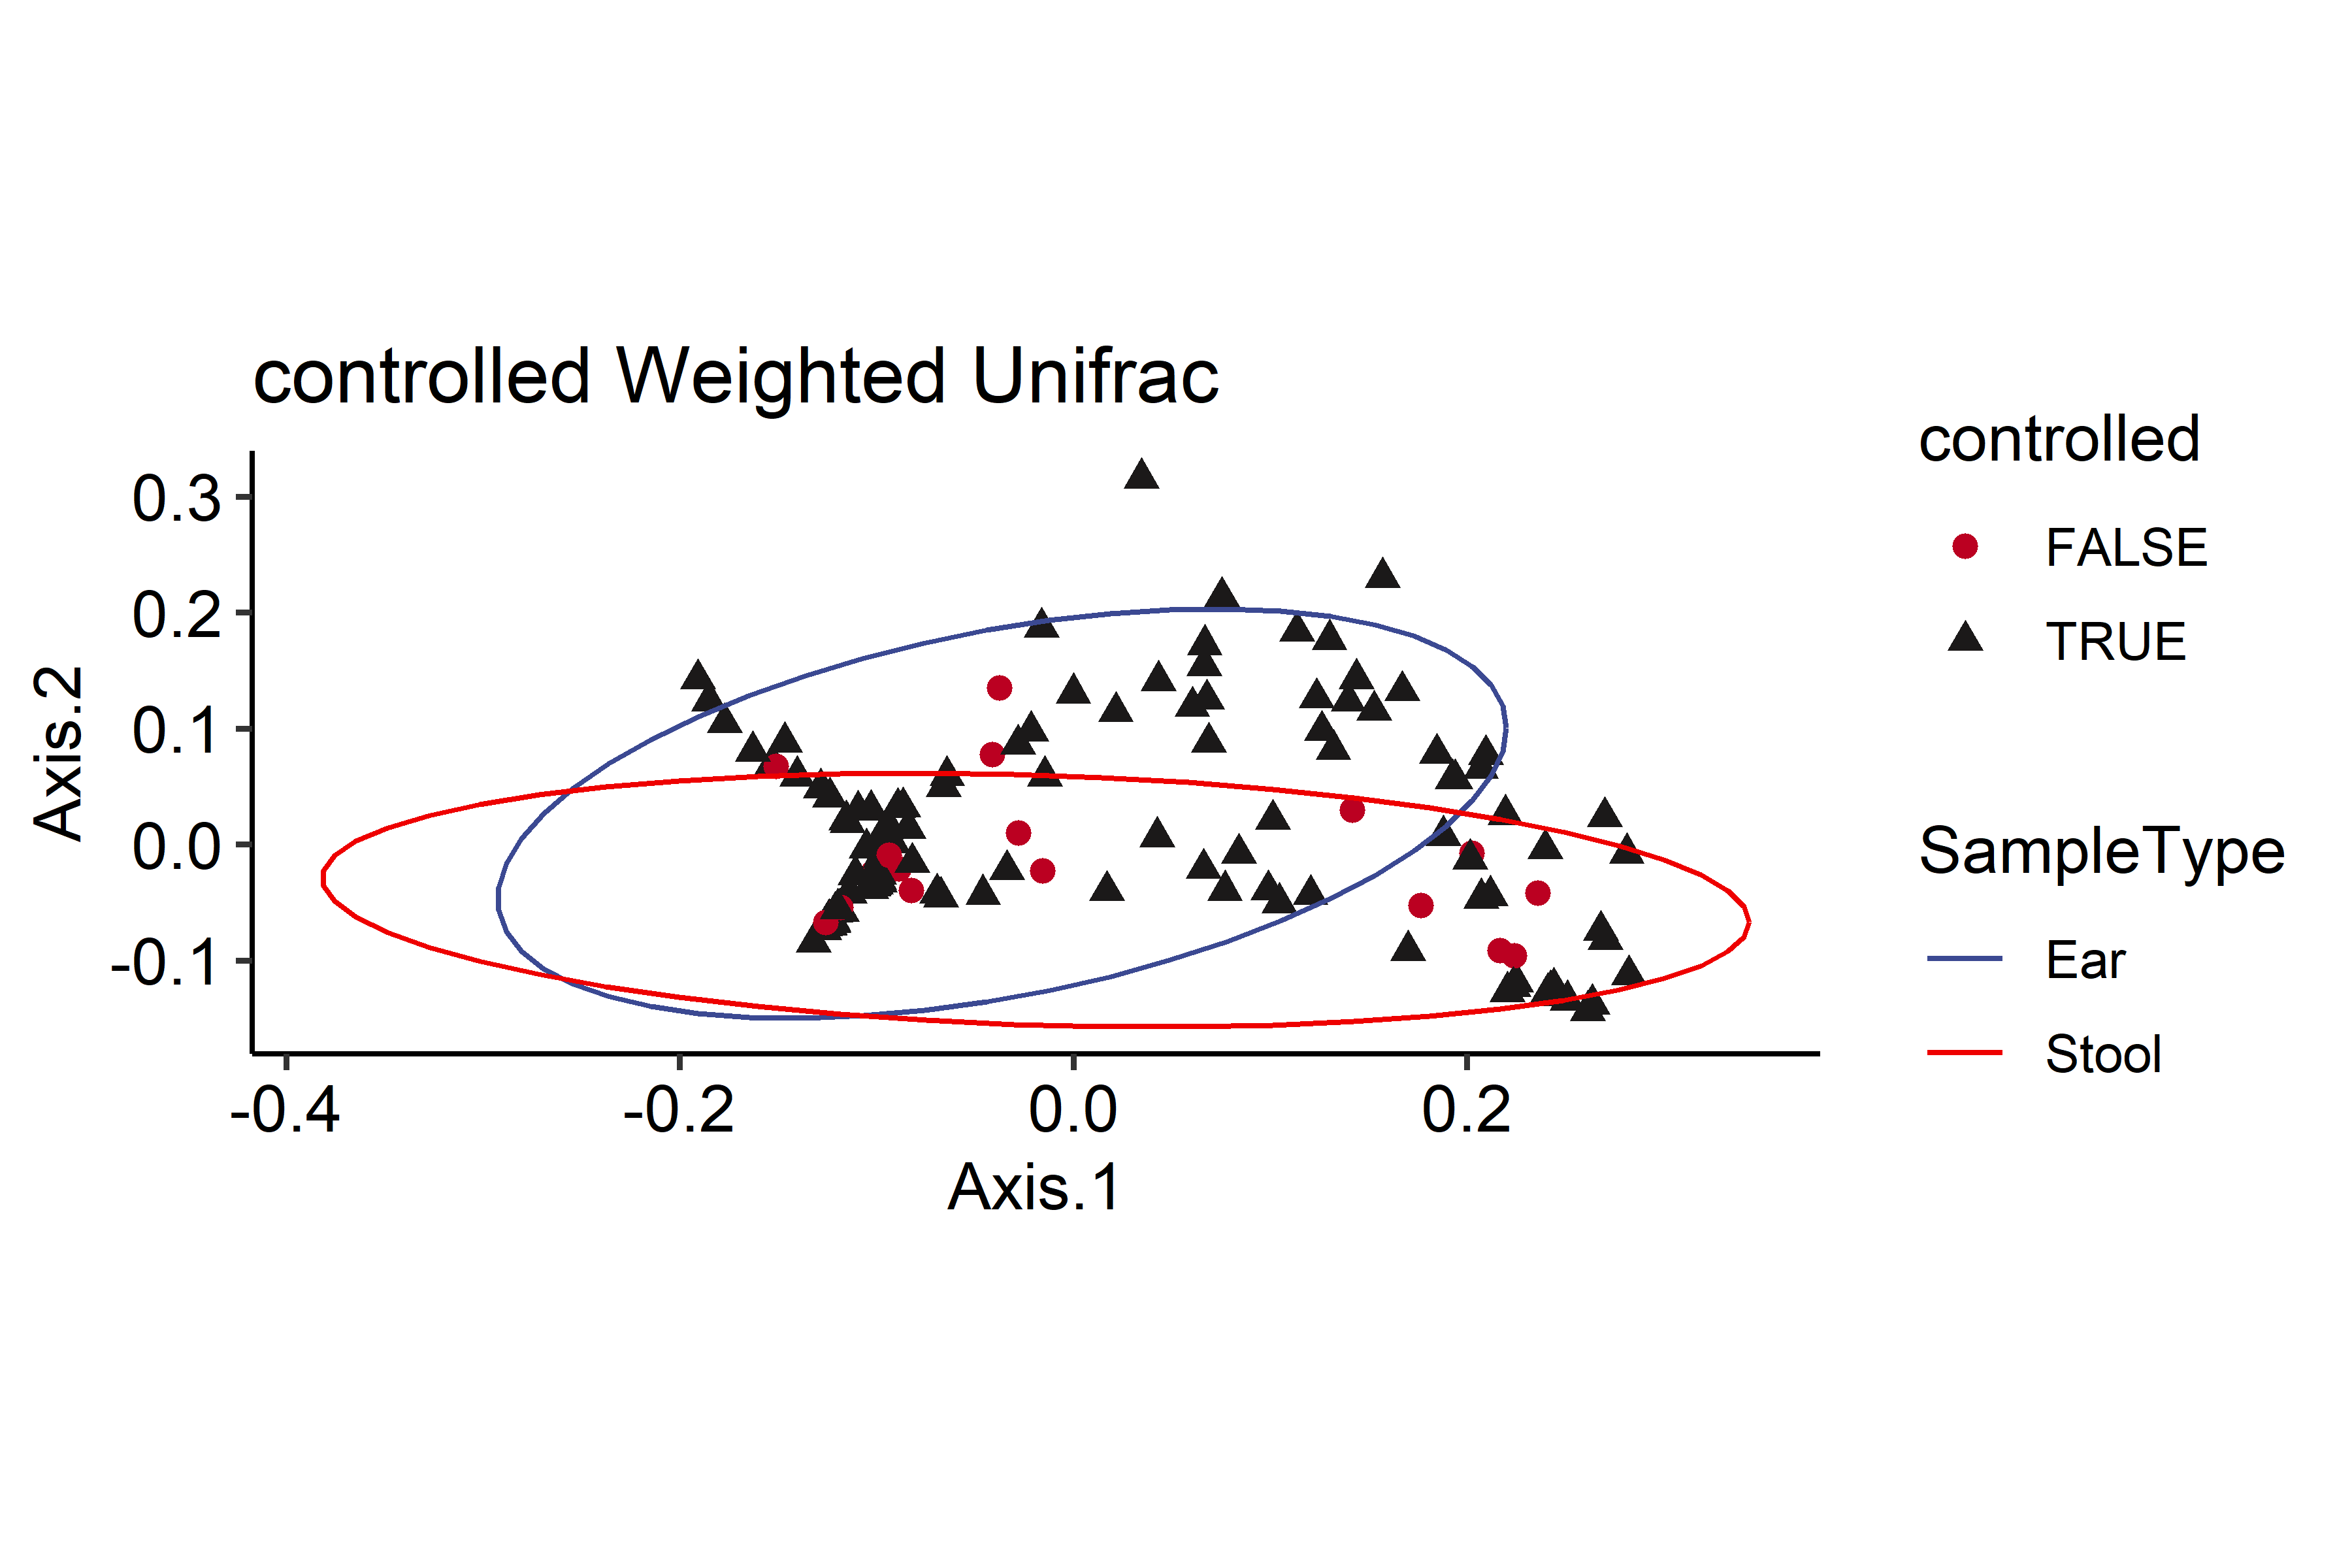 controlled Weighted Unifrac
0.3
0.2
0.1
0.0
-0.1
Axis.2
-0.4
-0.2
0.0
0.2
Axis.1
controlled
FALSE
TRUE
SampleType
Ear
Stool